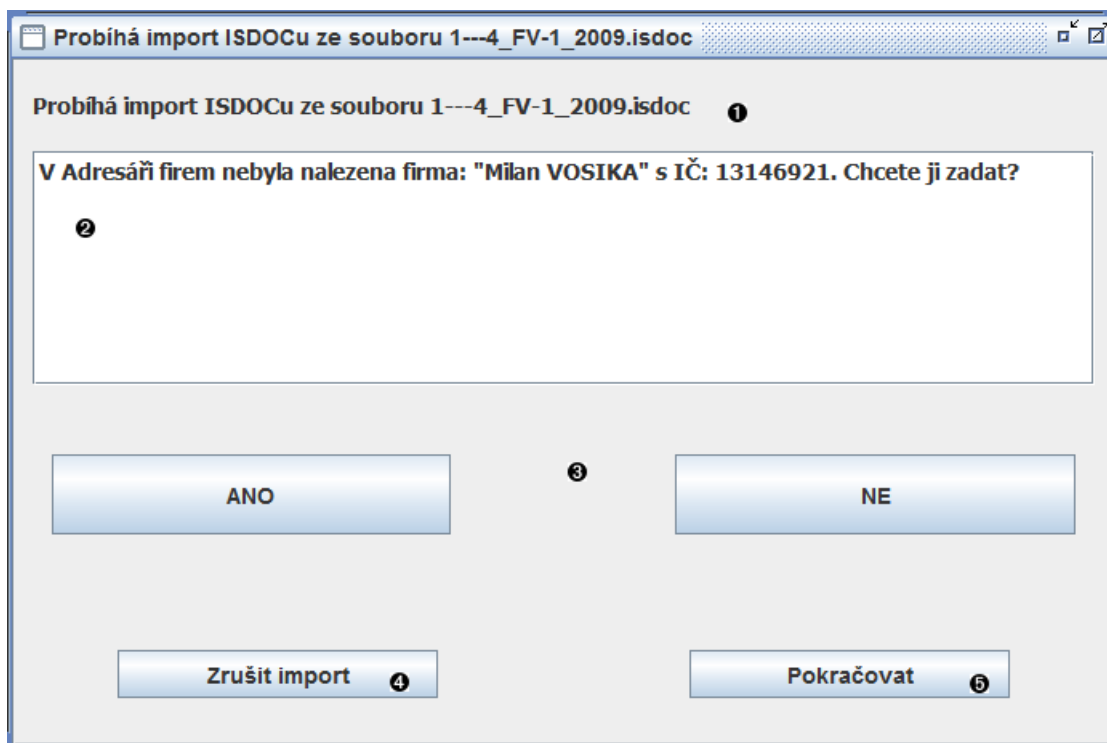 Probíhá import ISDOCu ze souboru 1---4_FV-1_2009.isdoc
Probíhá import ISDOCu ze souboru 1---4_FV-1_2009.isdoc ❶
V Adresáři firem nebyla nalezena firma: "Milan VOSIKA" s IČ: 13146921. Chcete ji zadat?
❷
ANO ❸ NE
Zrušit import ❹ Pokračovat ❺